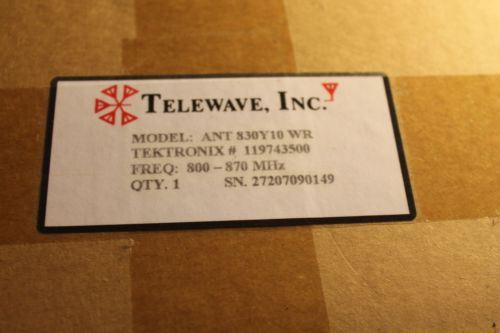 TELEWAVE, INC.
MODEL: ANT 830Y10 WR
TEKTRONIX # 119743500
FREQ: 800 – 870 MHz
QTY. 1 SN. 27207090149